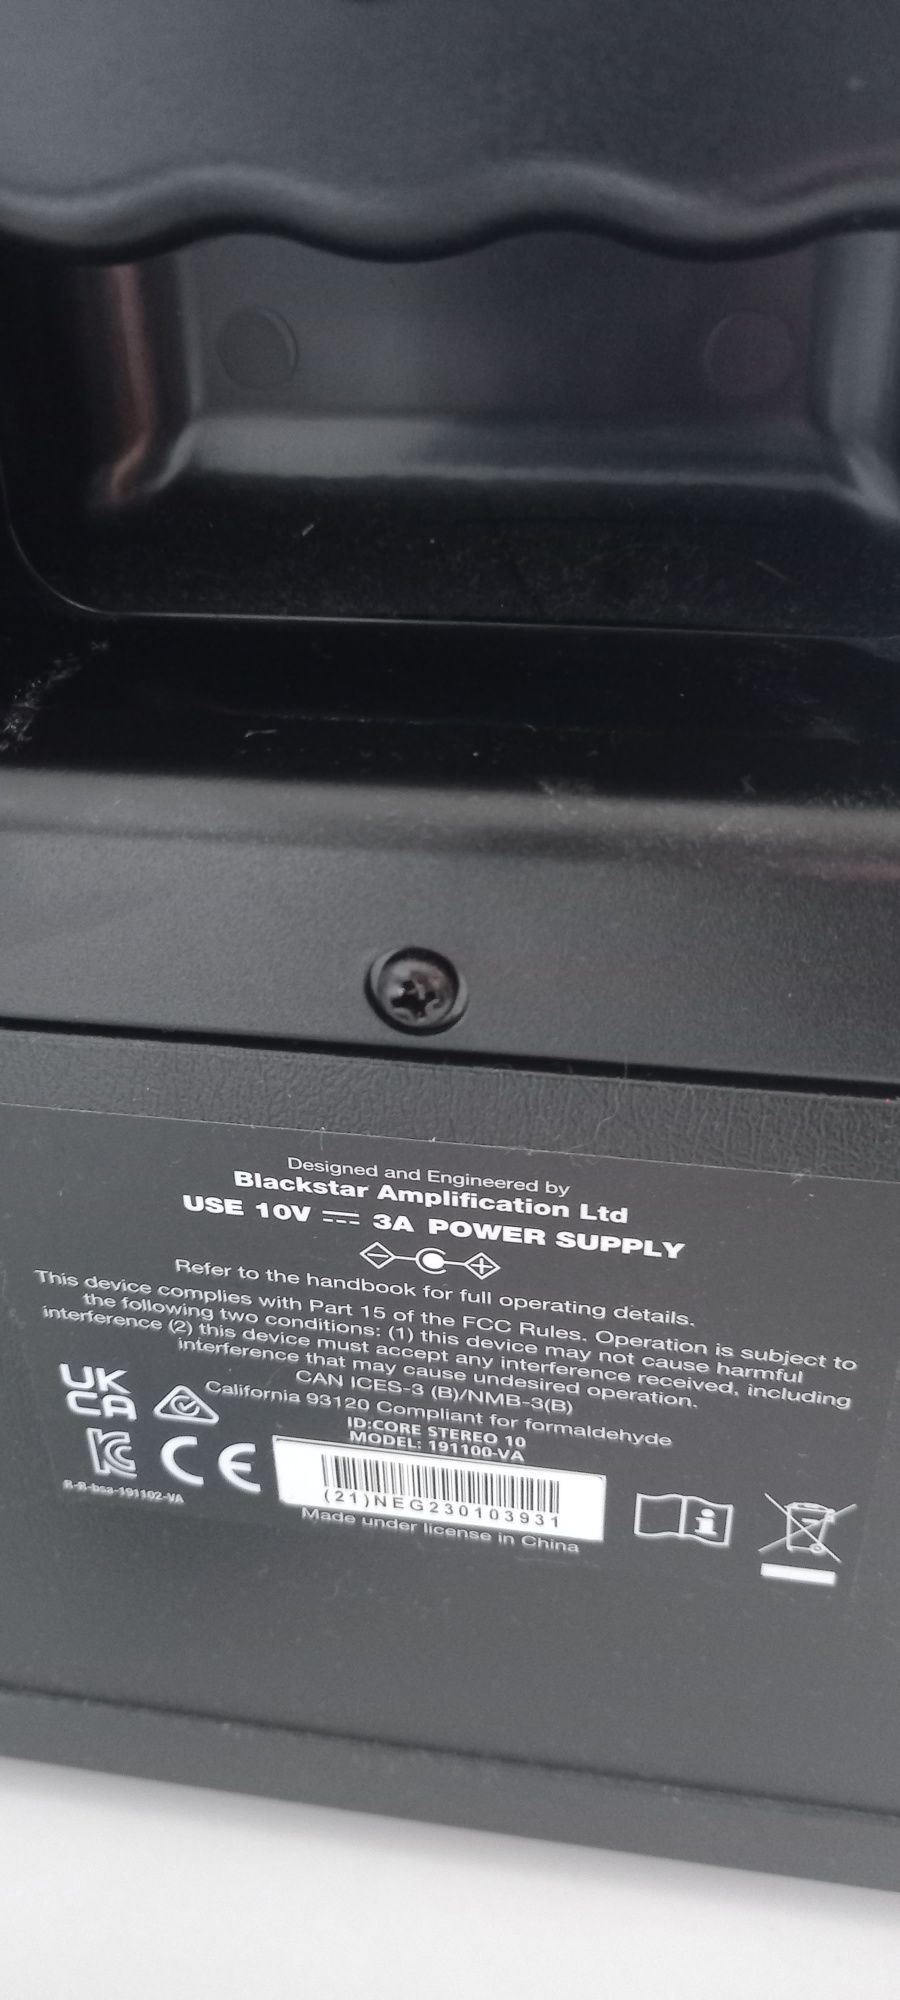 Designed and Engineered by
Blackstar Amplification Ltd
USE 10V 3A POWER SUPPLY
Refer to the handbook for full operating details.
This device complies with Part 15 of the FCC Rules. Operation is subject to
the following two conditions: (1) this device may not cause harmful
interference (2) this device must accept any interference received, including
interference that may cause undesired operation.
CAN ICES-3 (B)/NMB-3(B)
California 93120 Compliant for formaldehyde
ID:CORE STEREO 10
MODEL: 191100-VA
UK
CA
CE
R-R-bsa-191102-VA
(21)NEG230103931
Made under license in China